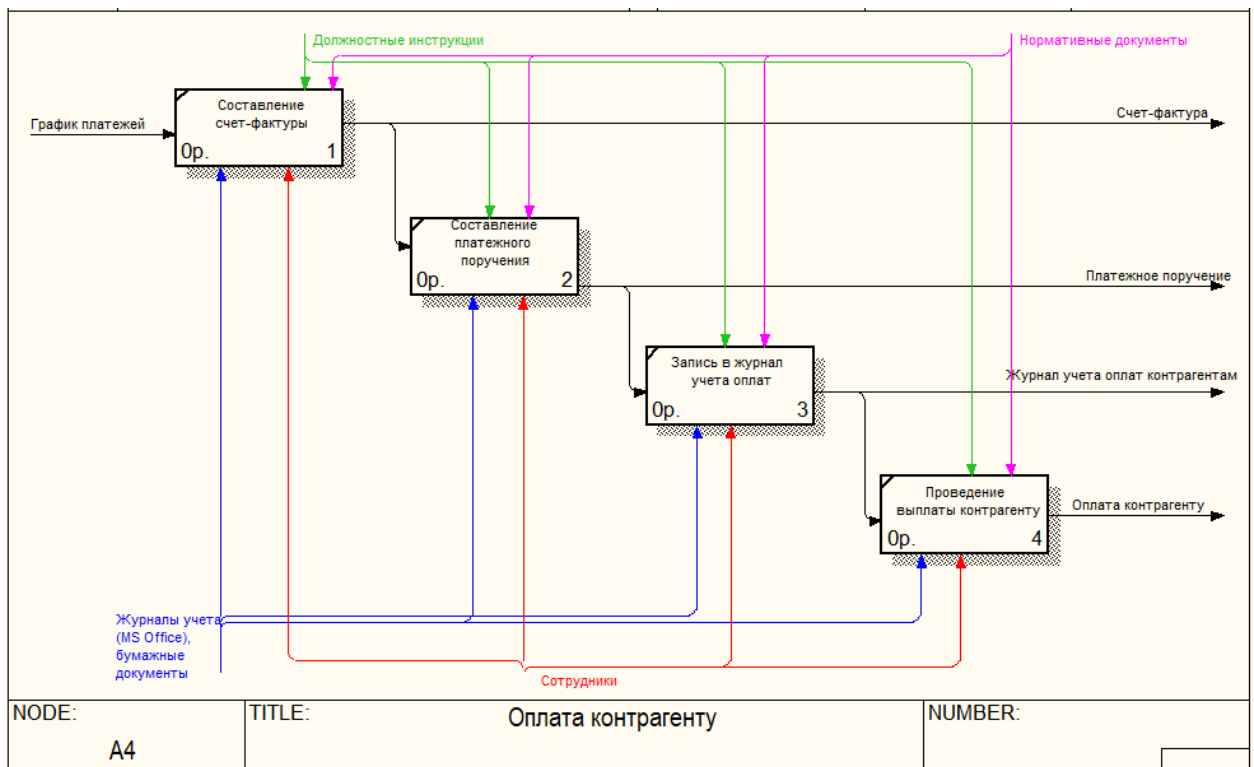 Должностные инструкции
Нормативные документы
Составление
счет-фактуры
0р.
1
График платежей
Счет-фактура
Составление
платежного
поручения
0р.
2
Платежное поручение
Запись в журнал
учета оплат
0р.
3
Журнал учета оплат контрагентам
Проведение
выплаты контрагенту
0р.
4
Оплата контрагенту
Журналы учета
(MS Office),
бумажные
документы
Сотрудники
NODE:
A4
TITLE:
Оплата контрагенту
NUMBER: